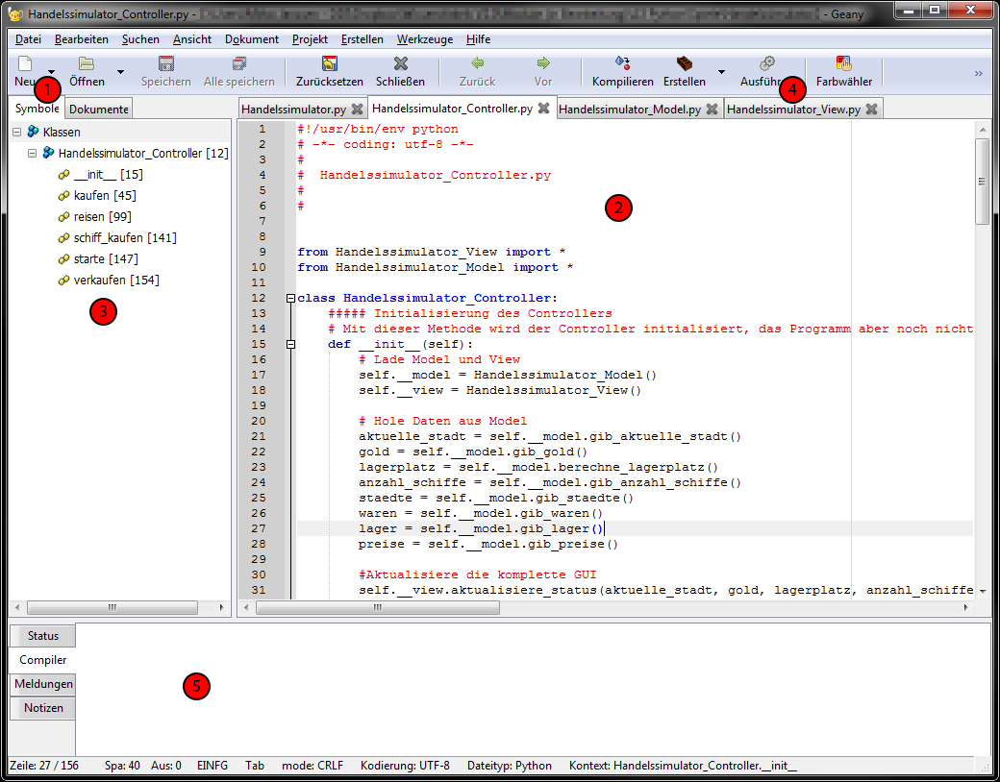 Handelssimulator_Controller.py - - Geany
Datei Bearbeiten Suchen Ansicht Dokument Projekt Erstellen Werkzeuge Hilfe
Neu Öffnen Speichern Alle speichern Zurücksetzen Schließen Zurück Vor Kompilieren Erstellen Ausführ Farbwähler »
1 4
Symbole Dokumente
Handelssimulator.py Handelssimulator_Controller.py Handelssimulator_Model.py Handelssimulator_View.py
Klassen
Handelssimulator_Controller [12]
__init__ [15]
kaufen [45]
reisen [99]
schiff_kaufen [141]
starte [147]
verkaufen [154]
3
1 #!/usr/bin/env python
2 # -*- coding: utf-8 -*-
3 #
4 #  Handelssimulator_Controller.py
5 #
6 #
2
7
8
9 from Handelssimulator_View import *
10 from Handelssimulator_Model import *
11
12 class Handelssimulator_Controller:
13     ##### Initialisierung des Controllers
14     # Mit dieser Methode wird der Controller initialisiert, das Programm aber noch nicht
15     def __init__(self):
16         # Lade Model und View
17         self.__model = Handelssimulator_Model()
18         self.__view = Handelssimulator_View()
19
20         # Hole Daten aus Model
21         aktuelle_stadt = self.__model.gib_aktuelle_stadt()
22         gold = self.__model.gib_gold()
23         lagerplatz = self.__model.berechne_lagerplatz()
24         anzahl_schiffe = self.__model.gib_anzahl_schiffe()
25         staedte = self.__model.gib_staedte()
26         waren = self.__model.gib_waren()
27         lager = self.__model.gib_lager()
28         preise = self.__model.gib_preise()
29
30         #Aktualisiere die komplette GUI
31         self.__view.aktualisiere_status(aktuelle_stadt, gold, lagerplatz, anzahl_schiffe
Status
Compiler
Meldungen
Notizen
5
Zeile: 27 / 156 Spa: 40 Aus: 0 EINFG Tab mode: CRLF Kodierung: UTF-8 Dateityp: Python Kontext: Handelssimulator_Controller.__init__